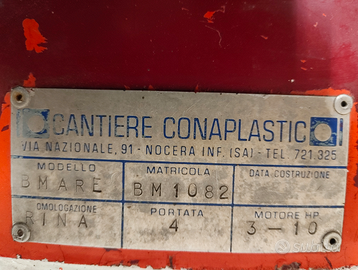 CANTIERE CONAPLASTIC
VIA NAZIONALE, 91 - NOCERA INF. (SA) - TEL. 721.325
MODELLO MATRICOLA DATA COSTRUZIONE
BMARE BM1082
OMOLOGAZIONE PORTATA MOTORE HP
RINA 4 3-10